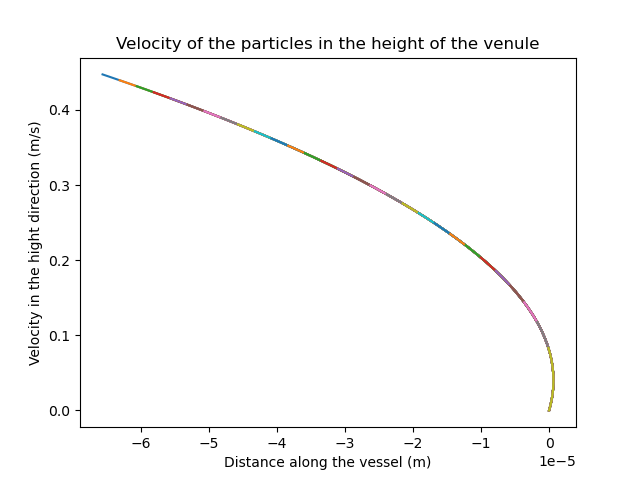 Velocity of the particles in the height of the venule
Velocity in the hight direction (m/s)
0.4
0.3
0.2
0.1
0.0
−6 −5 −4 −3 −2 −1 0
1e−5
Distance along the vessel (m)